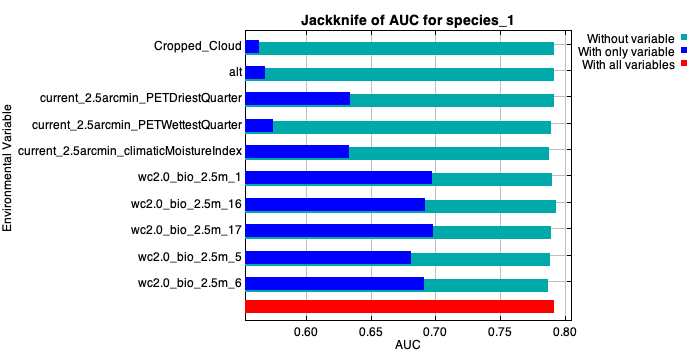 Jackknife of AUC for species_1
Without variable
With only variable
With all variables
Environmental Variable
Cropped_Cloud
alt
current_2.5arcmin_PETDriestQuarter
current_2.5arcmin_PETWettestQuarter
current_2.5arcmin_climaticMoistureIndex
wc2.0_bio_2.5m_1
wc2.0_bio_2.5m_16
wc2.0_bio_2.5m_17
wc2.0_bio_2.5m_5
wc2.0_bio_2.5m_6
0.60 0.65 0.70 0.75 0.80
AUC